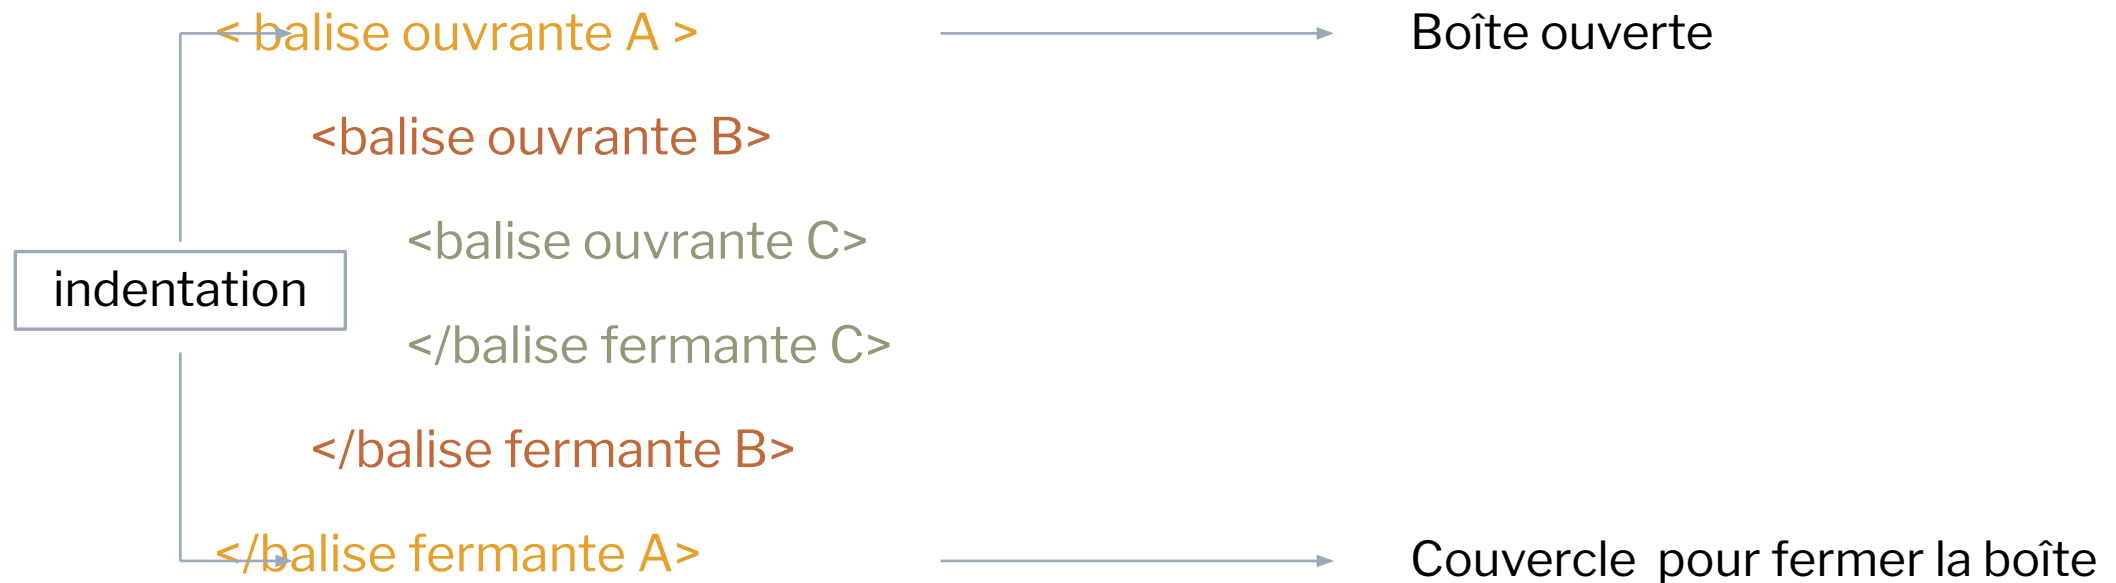 < balise ouvrante A > Boîte ouverte
<balise ouvrante B>
<balise ouvrante C>
indentation
</balise fermante C>
</balise fermante B>
</balise fermante A> Couvercle pour fermer la boîte